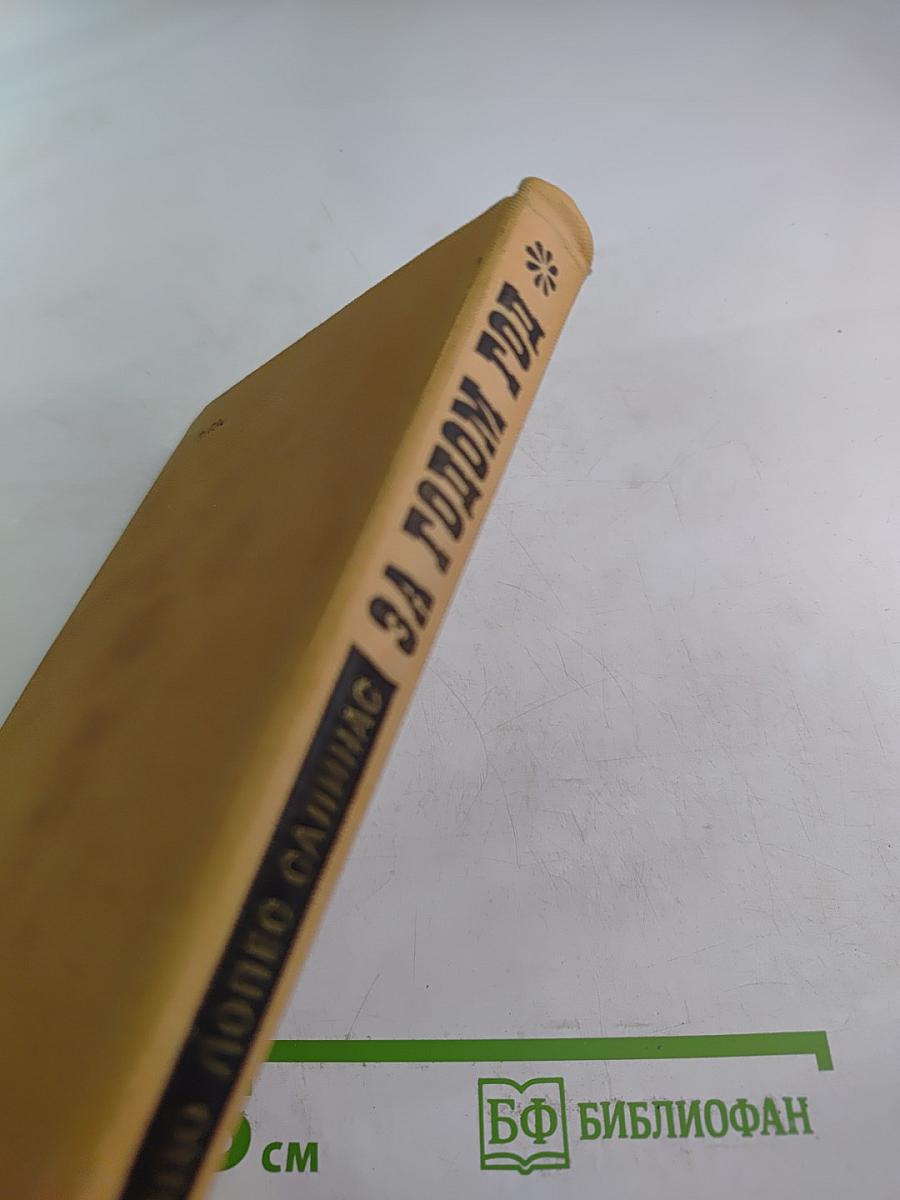 ЗА ГОДОМ ГОД
ЛОПЕС САЛИНАС
см
БФ БИБЛИОФАН